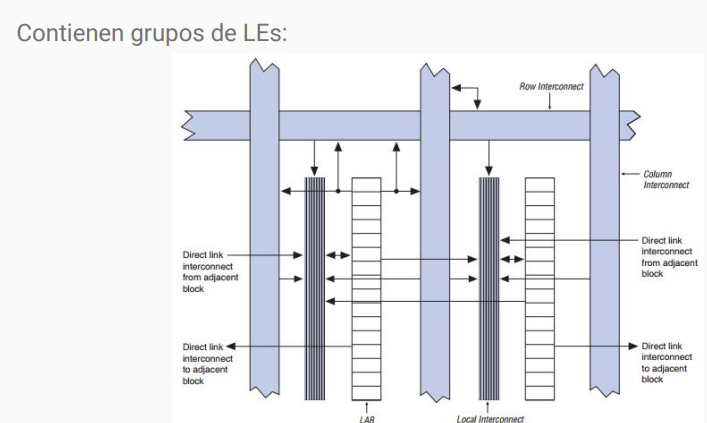 Contienen grupos de LEs:
Row Interconnect
Column
Interconnect
Direct link
interconnect
from adjacent
block
Direct link
interconnect
from adjacent
block
Direct link
interconnect
to adjacent
block
Direct link
interconnect
to adjacent
block
LAB
Local Interconnect